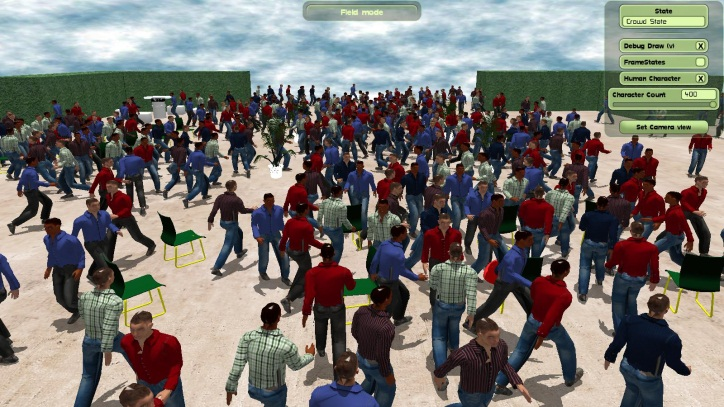 Field mode
State
Crowd State
Debug Draw (v) X
FrameStates
Human Character X
Character Count 400
Set Camera view